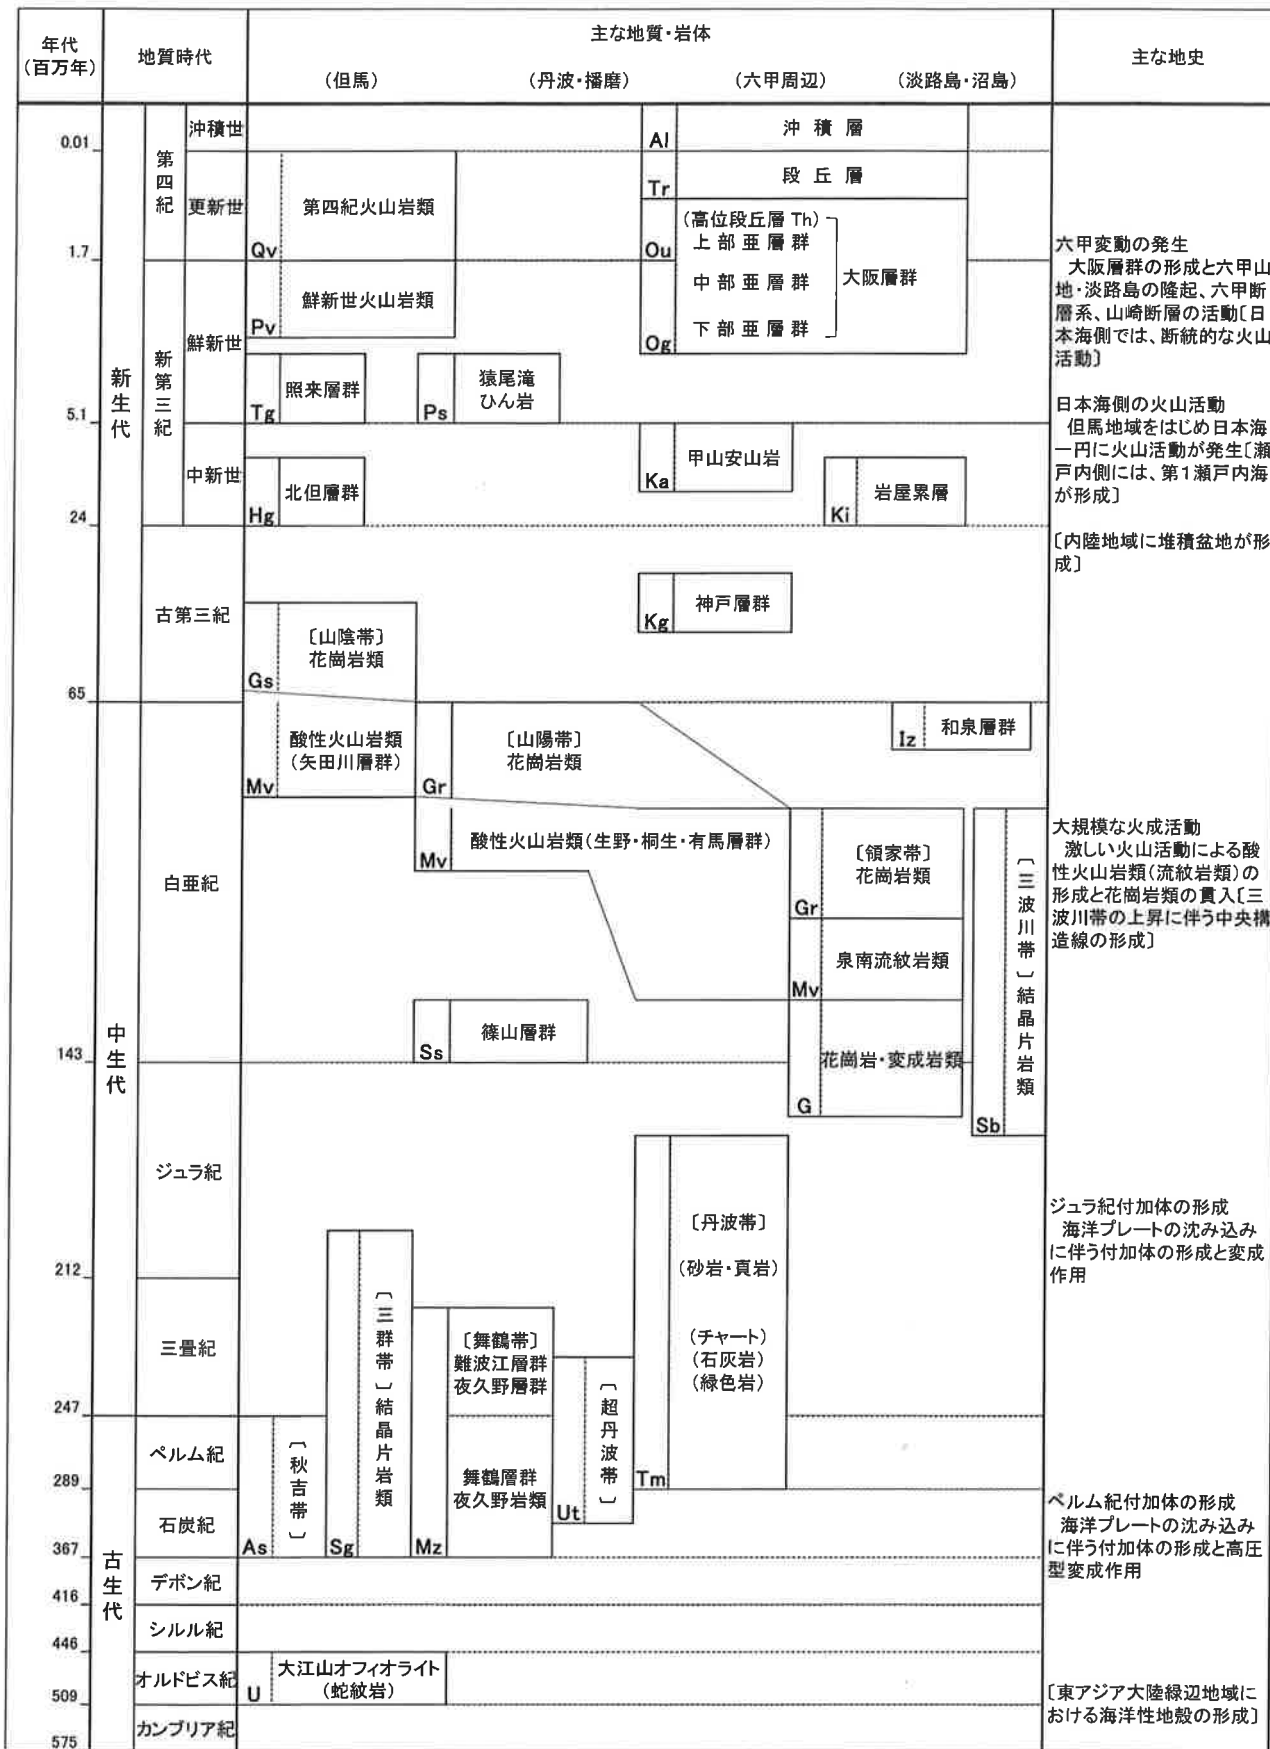 年代
(百万年)
地質時代
主な地質・岩体
(但馬)
(丹波・播磨)
(六甲周辺)
(淡路島・沼島)
主な地史
0.01
1.7
5.1
24
65
143
212
247
289
367
416
446
509
575
新生代
中生代
古生代
第四紀
新第三紀
沖積世
更新世
鮮新世
中新世
古第三紀
白亜紀
ジュラ紀
三畳紀
ペルム紀
石炭紀
デボン紀
シルル紀
オルドビス紀
カンブリア紀
Al
沖積層
Tr
段丘層
Qv
第四紀火山岩類
Ou
(高位段丘層 Th)
上部亜層群
中部亜層群
下部亜層群
大阪層群
Og
Pv
鮮新世火山岩類
Tg
照来層群
Ps
猿尾滝
ひん岩
Ka
甲山安山岩
Hg
北但層群
Ki
岩屋累層
Kg
神戸層群
Gs
〔山陰帯〕
花崗岩類
Mv
酸性火山岩類
(矢田川層群)
Gr
〔山陽帯〕
花崗岩類
Iz
和泉層群
Mv
酸性火山岩類(生野・桐生・有馬層群)
Gr
〔領家帯〕
花崗岩類
Mv
泉南流紋岩類
G
花崗岩・変成岩類
Sb
〔三波川帯〕結晶片岩類
Ss
篠山層群
Tm
〔丹波帯〕
(砂岩・頁岩)
(チャート)
(石灰岩)
(緑色岩)
Sg
〔三群帯〕結晶片岩類
Mz
〔舞鶴帯〕
難波江層群
夜久野層群
舞鶴層群
夜久野岩類
Ut
〔超丹波帯〕
As
〔秋吉帯〕
U
大江山オフィオライト
(蛇紋岩)
六甲変動の発生
大阪層群の形成と六甲山
地・淡路島の隆起、六甲断
層系、山崎断層の活動〔日
本海側では、断続的な火山
活動〕
日本海側の火山活動
但馬地域をはじめ日本海
一円に火山活動が発生〔瀬
戸内側には、第1瀬戸内海
が形成〕
〔内陸地域に堆積盆地が形
成〕
大規模な火成活動
激しい火山活動による酸
性火山岩類(流紋岩類)の
形成と花崗岩類の貫入〔三
波川帯の上昇に伴う中央構
造線の形成〕
ジュラ紀付加体の形成
海洋プレートの沈み込み
に伴う付加体の形成と変成
作用
ペルム紀付加体の形成
海洋プレートの沈み込み
に伴う付加体の形成と高圧
型変成作用
〔東アジア大陸縁辺地域に
おける海洋性地殻の形成〕